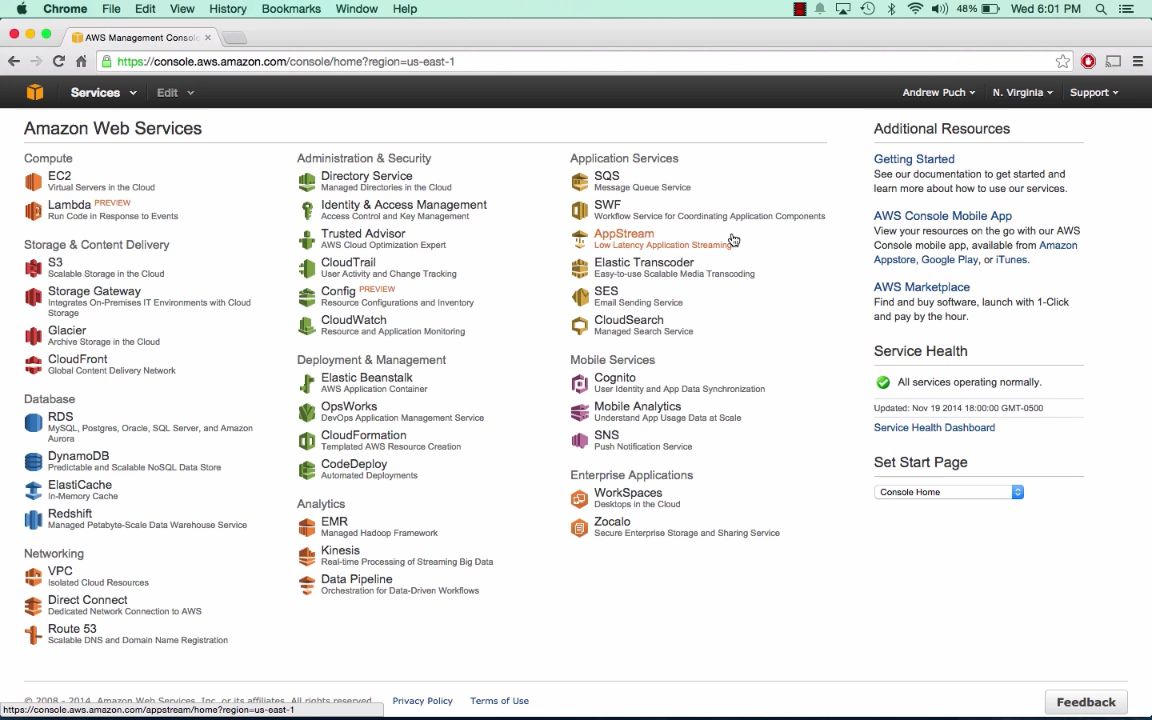 Chrome File Edit View History Bookmarks Window Help 48% Wed 6:01 PM
AWS Management Consol
https://console.aws.amazon.com/console/home?region=us-east-1
Services Edit Andrew Puch N. Virginia Support
Amazon Web Services
Compute
EC2
Virtual Servers in the Cloud
Lambda PREVIEW
Run Code in Response to Events
Storage & Content Delivery
S3
Scalable Storage in the Cloud
Storage Gateway
Integrates On-Premises IT Environments with Cloud
Storage
Glacier
Archive Storage in the Cloud
CloudFront
Global Content Delivery Network
Database
RDS
MySQL, Postgres, Oracle, SQL Server, and Amazon
Aurora
DynamoDB
Predictable and Scalable NoSQL Data Store
ElastiCache
In-Memory Cache
Redshift
Managed Petabyte-Scale Data Warehouse Service
Networking
VPC
Isolated Cloud Resources
Direct Connect
Dedicated Network Connection to AWS
Route 53
Scalable DNS and Domain Name Registration
Administration & Security
Directory Service
Managed Directories in the Cloud
Identity & Access Management
Access Control and Key Management
Trusted Advisor
AWS Cloud Optimization Expert
CloudTrail
User Activity and Change Tracking
Config PREVIEW
Resource Configurations and Inventory
CloudWatch
Resource and Application Monitoring
Deployment & Management
Elastic Beanstalk
AWS Application Container
OpsWorks
DevOps Application Management Service
CloudFormation
Templated AWS Resource Creation
CodeDeploy
Automated Deployments
Analytics
EMR
Managed Hadoop Framework
Kinesis
Real-time Processing of Streaming Big Data
Data Pipeline
Orchestration for Data-Driven Workflows
Application Services
SQS
Message Queue Service
SWF
Workflow Service for Coordinating Application Components
AppStream
Low Latency Application Streaming
Elastic Transcoder
Easy-to-use Scalable Media Transcoding
SES
Email Sending Service
CloudSearch
Managed Search Service
Mobile Services
Cognito
User Identity and App Data Synchronization
Mobile Analytics
Understand App Usage Data at Scale
SNS
Push Notification Service
Enterprise Applications
WorkSpaces
Desktops in the Cloud
Zocalo
Secure Enterprise Storage and Sharing Service
Additional Resources
Getting Started
See our documentation to get started and
learn more about how to use our services.
AWS Console Mobile App
View your resources on the go with our AWS
Console mobile app, available from Amazon
Appstore, Google Play, or iTunes.
AWS Marketplace
Find and buy software, launch with 1-Click
and pay by the hour.
Service Health
All services operating normally.
Updated: Nov 19 2014 18:00:00 GMT-0500
Service Health Dashboard
Set Start Page
Console Home
© 2008 - 2014, Amazon Web Services, Inc. or its affiliates. All rights reserved. Privacy Policy Terms of Use Feedback
https://console.aws.amazon.com/appstream/home?region=us-east-1